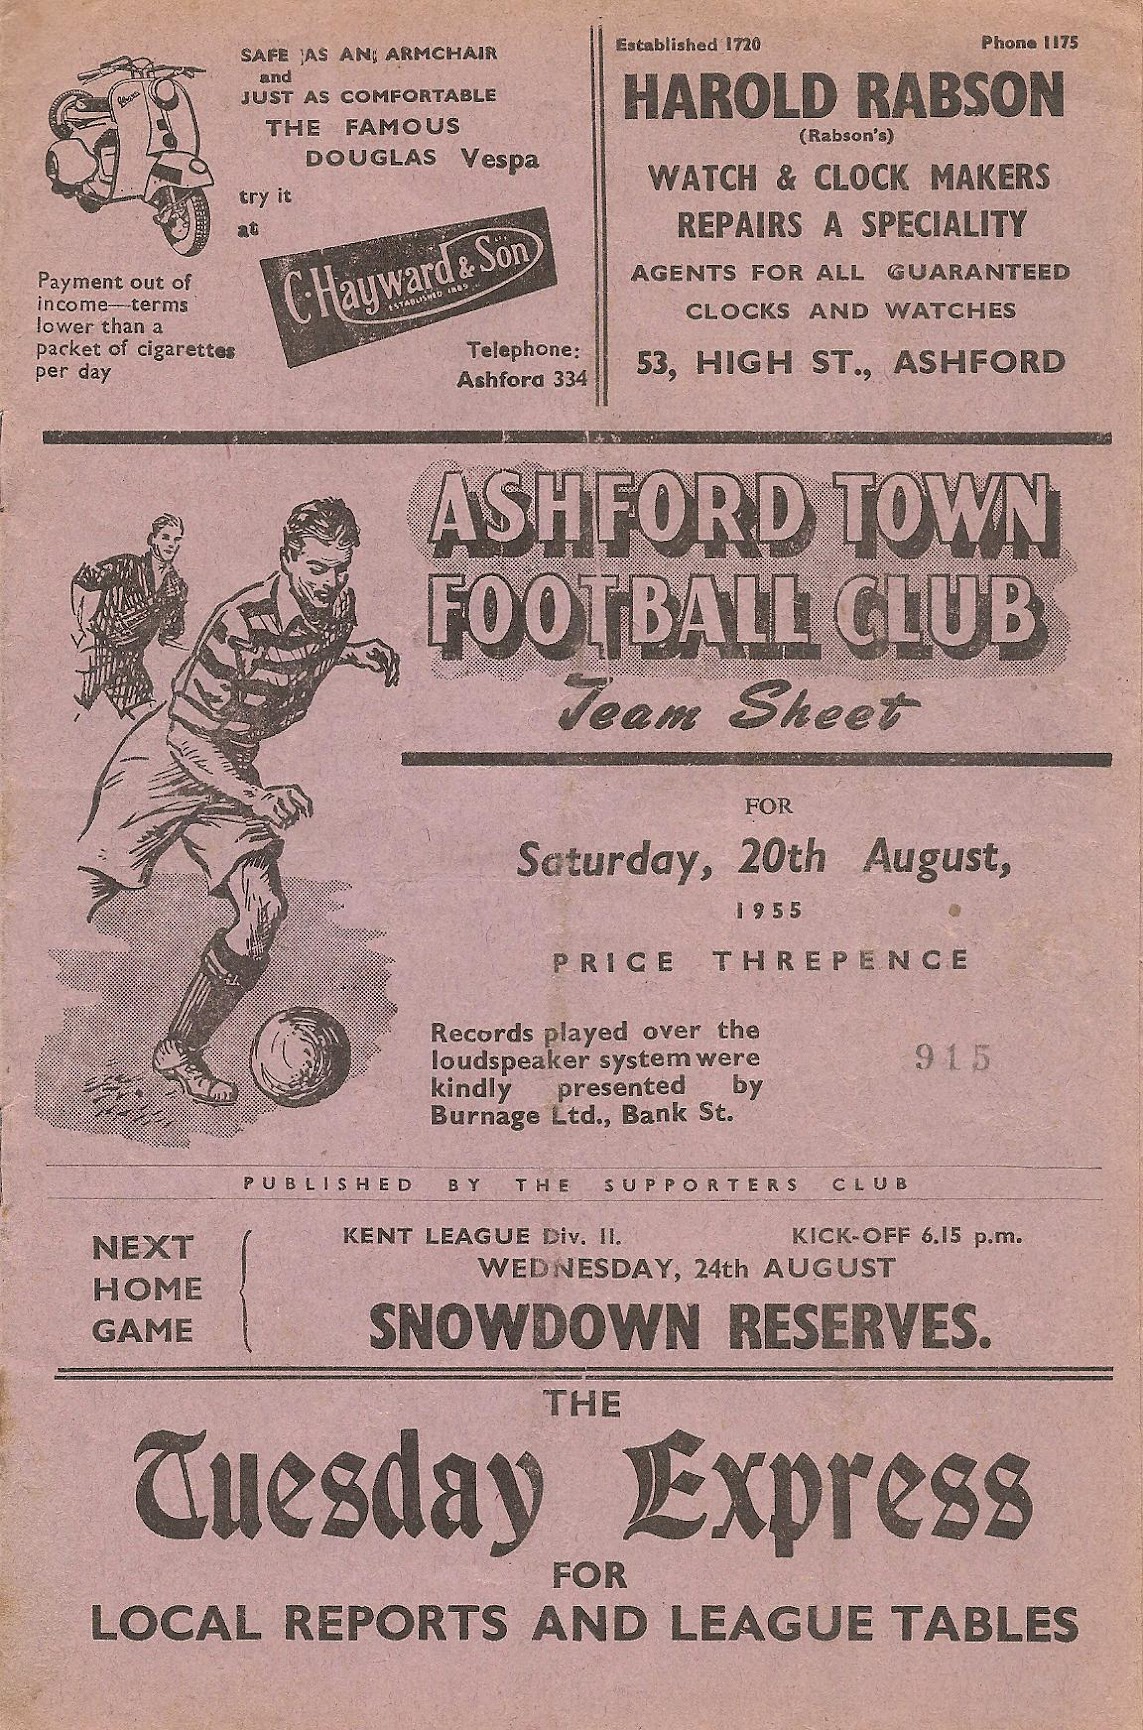 SAFE AS AN ARMCHAIR
and
JUST AS COMFORTABLE
THE FAMOUS
DOUGLAS Vespa
try it
at
C. Hayward & Son
ESTABLISHED 1889
Payment out of
income—terms
lower than a
packet of cigarettes
per day
Telephone:
Ashford 334
Established 1720 Phone 1175
HAROLD RABSON
(Rabson's)
WATCH & CLOCK MAKERS
REPAIRS A SPECIALITY
AGENTS FOR ALL GUARANTEED
CLOCKS AND WATCHES
53, HIGH ST., ASHFORD
ASHFORD TOWN
FOOTBALL CLUB
Team Sheet
FOR
Saturday, 20th August,
1955
PRICE THREPENCE
Records played over the
loudspeaker system were
kindly presented by
Burnage Ltd., Bank St.
915
PUBLISHED BY THE SUPPORTERS CLUB
NEXT
HOME
GAME
KENT LEAGUE Div. II. KICK-OFF 6.15 p.m.
WEDNESDAY, 24th AUGUST
SNOWDOWN RESERVES.
THE
Tuesday Express
FOR
LOCAL REPORTS AND LEAGUE TABLES